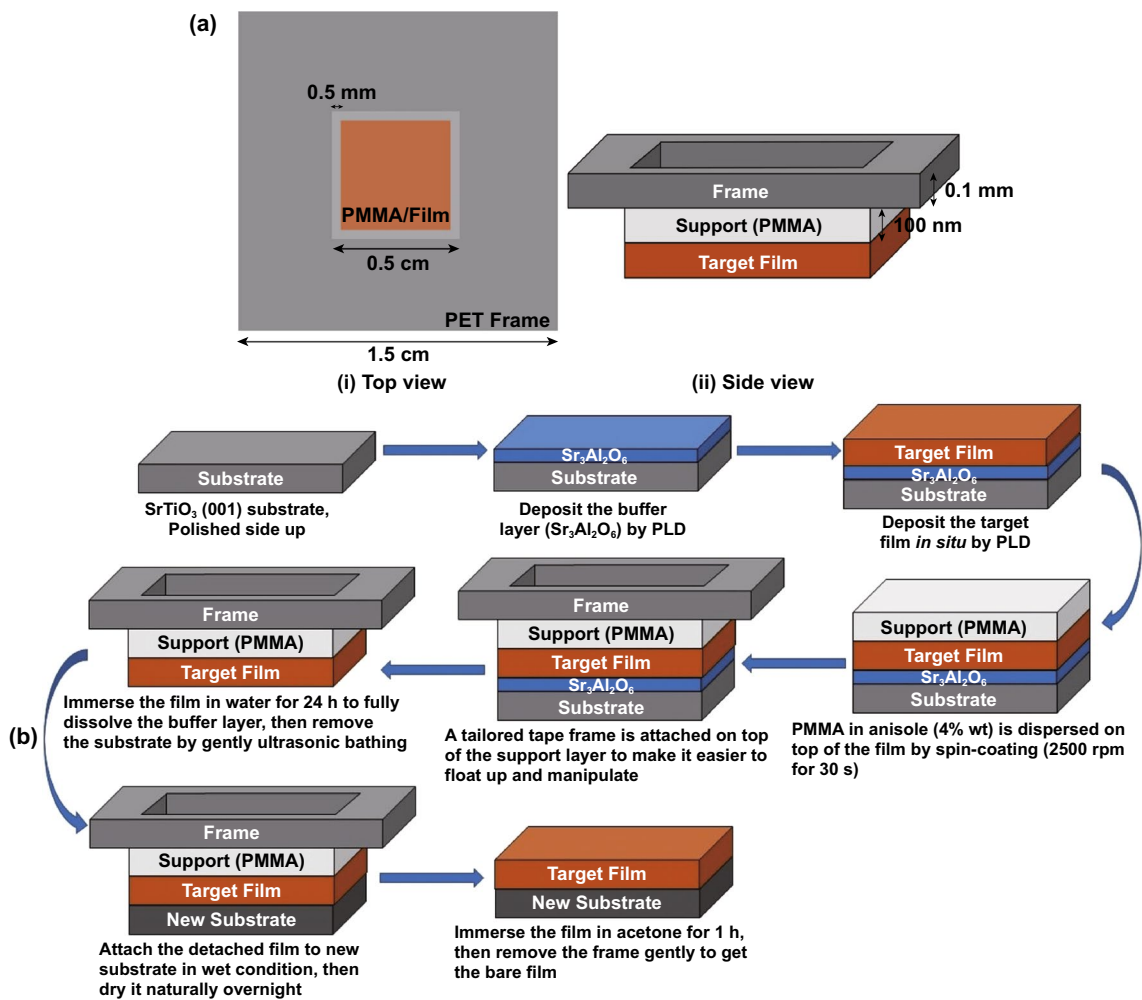 (a)
0.5 mm
PMMA/Film
0.5 cm
PET Frame
1.5 cm
(i) Top view
Frame
0.1 mm
Support (PMMA)
100 nm
Target Film
(ii) Side view
Substrate
SrTiO₃ (001) substrate,
Polished side up
Sr₃Al₂O₆
Substrate
Deposit the buffer
layer (Sr₃Al₂O₆) by PLD
Target Film
Sr₃Al₂O₆
Substrate
Deposit the target
film in situ by PLD
Support (PMMA)
Target Film
Sr₃Al₂O₆
Substrate
PMMA in anisole (4% wt) is dispersed on
top of the film by spin-coating (2500 rpm
for 30 s)
Frame
Support (PMMA)
Target Film
Sr₃Al₂O₆
Substrate
A tailored tape frame is attached on top
of the support layer to make it easier to
float up and manipulate
Frame
Support (PMMA)
Target Film
Immerse the film in water for 24 h to fully
dissolve the buffer layer, then remove
the substrate by gently ultrasonic bathing
(b)
Frame
Support (PMMA)
Target Film
New Substrate
Attach the detached film to new
substrate in wet condition, then
dry it naturally overnight
Target Film
New Substrate
Immerse the film in acetone for 1 h,
then remove the frame gently to get
the bare film